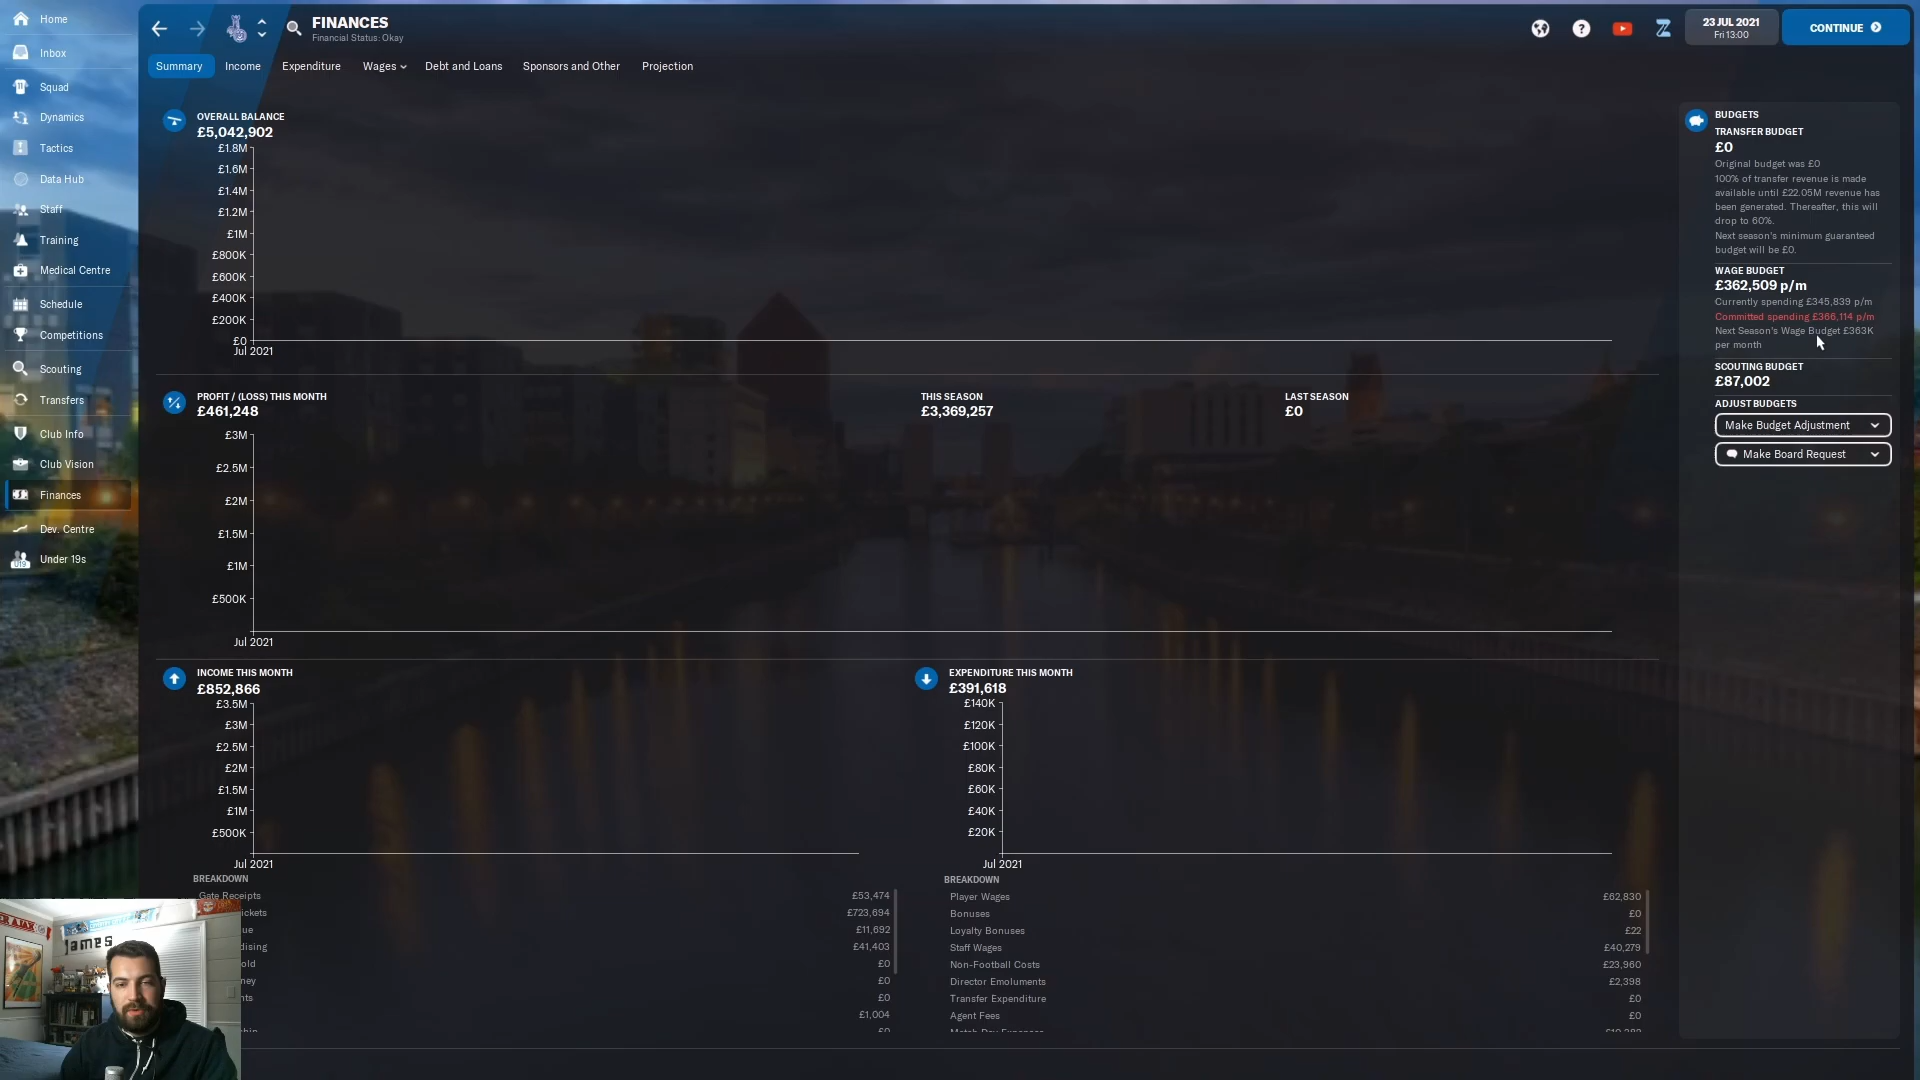 Home
Inbox
Squad
Dynamics
Tactics
Data Hub
Staff
Training
Medical Centre
Schedule
Competitions
Scouting
Transfers
Club Info
Club Vision
Finances
Dev. Centre
Under 19s
FINANCES
Financial Status: Okay
23 JUL 2021
Fri 13:00
CONTINUE
Summary
Income
Expenditure
Wages
Debt and Loans
Sponsors and Other
Projection
OVERALL BALANCE
£5,042,902
£1.8M
£1.6M
£1.4M
£1.2M
£1M
£800K
£600K
£400K
£200K
£0
Jul 2021
PROFIT / (LOSS) THIS MONTH
£461,248
THIS SEASON
£3,369,257
LAST SEASON
£0
£3M
£2.5M
£2M
£1.5M
£1M
£500K
Jul 2021
INCOME THIS MONTH
£852,866
£3.5M
£3M
£2.5M
£2M
£1.5M
£1M
£500K
Jul 2021
BREAKDOWN
Gate Receipts £53,474
ickets £723,694
ue £11,692
dising £41,403
old £0
ney £0
nts £0
£1,004
£0
EXPENDITURE THIS MONTH
£391,618
£140K
£120K
£100K
£80K
£60K
£40K
£20K
Jul 2021
BREAKDOWN
Player Wages £62,830
Bonuses £0
Loyalty Bonuses £22
Staff Wages £40,279
Non-Football Costs £23,960
Director Emoluments £2,398
Transfer Expenditure £0
Agent Fees £0
BUDGETS
TRANSFER BUDGET
£0
Original budget was £0
100% of transfer revenue is made
available until £22.05M revenue has
been generated. Thereafter, this will
drop to 60%.
Next season's minimum guaranteed
budget will be £0.
WAGE BUDGET
£362,509 p/m
Currently spending £345,839 p/m
Committed spending £366,114 p/m
Next Season's Wage Budget £363K
per month
SCOUTING BUDGET
£87,002
ADJUST BUDGETS
Make Budget Adjustment
Make Board Request
James